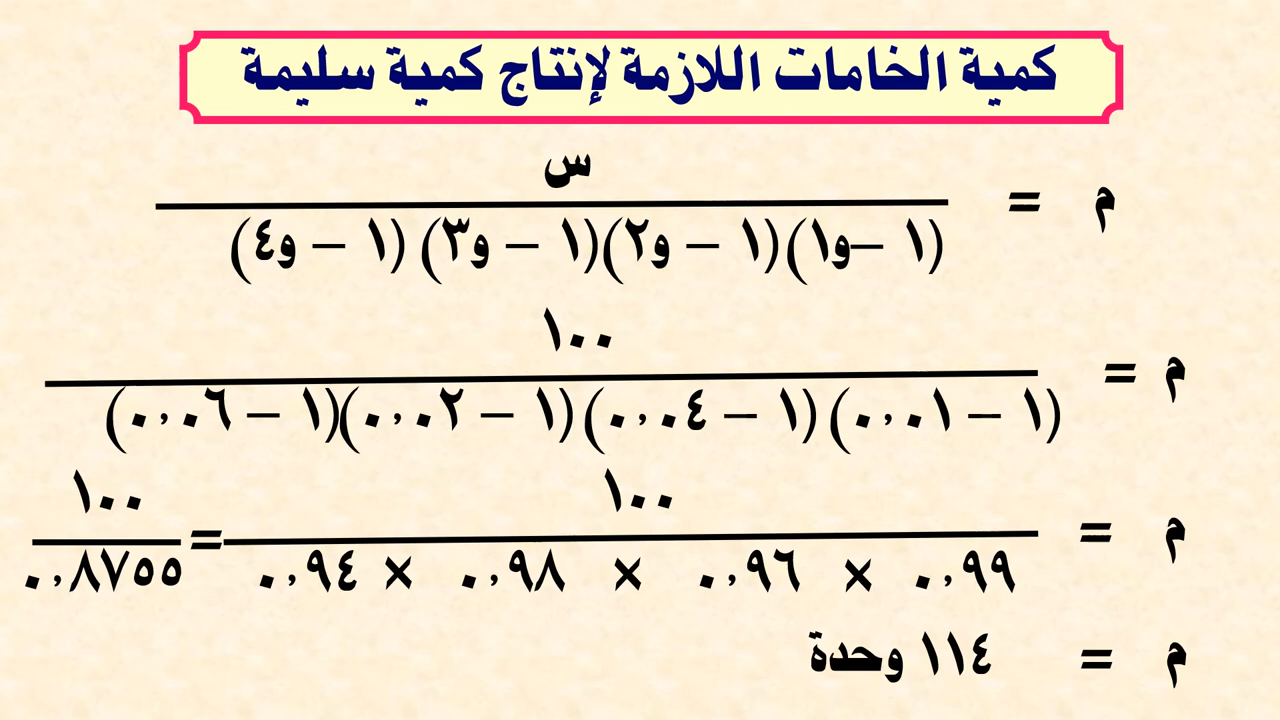 كمية الخامات اللازمة لإنتاج كمية سليمة
م = س
(١ – و١)(١ – و٢)(١ – و٣)(١ – و٤)
م = ١٠٠
(١ – ٠,٠١)(١ – ٠,٠٤)(١ – ٠,٠٢)(١ – ٠,٠٦)
م = ١٠٠ = ١٠٠
٠,٩٩ × ٠,٩٦ × ٠,٩٨ × ٠,٩٤ ٠,٨٧٥٥
م = ١١٤ وحدة